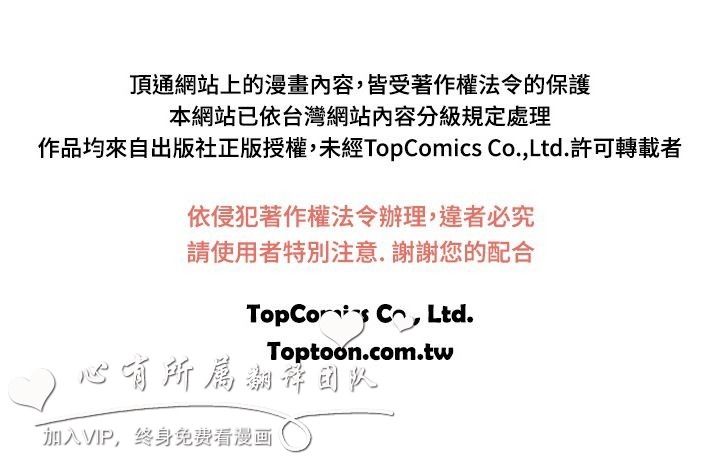 頂通網站上的漫畫內容，皆受著作權法令的保護
本網站已依台灣網站內容分級規定處理
作品均來自出版社正版授權，未經TopComics Co.,Ltd.許可轉載者
依侵犯著作權法令辦理，違者必究
請使用者特別注意. 謝謝您的配合
TopComics Co., Ltd.
Toptoon.com.tw
心有所属翻译团队
加入VIP，终身免费看漫画